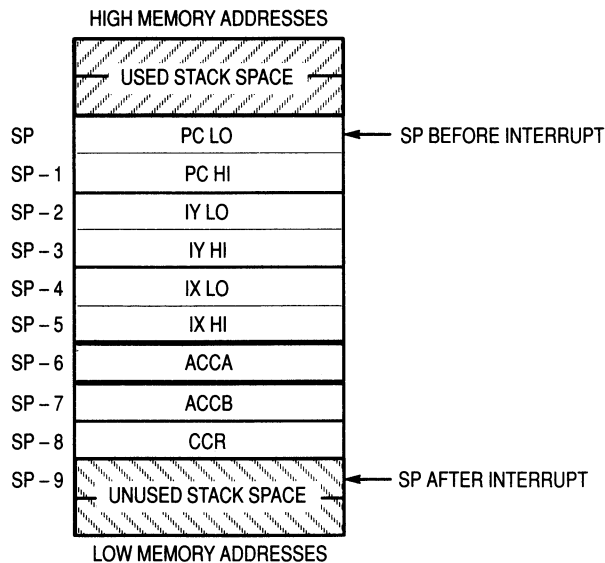 HIGH MEMORY ADDRESSES
USED STACK SPACE
SP PC LO SP BEFORE INTERRUPT
SP – 1 PC HI
SP – 2 IY LO
SP – 3 IY HI
SP – 4 IX LO
SP – 5 IX HI
SP – 6 ACCA
SP – 7 ACCB
SP – 8 CCR
SP – 9 SP AFTER INTERRUPT
UNUSED STACK SPACE
LOW MEMORY ADDRESSES